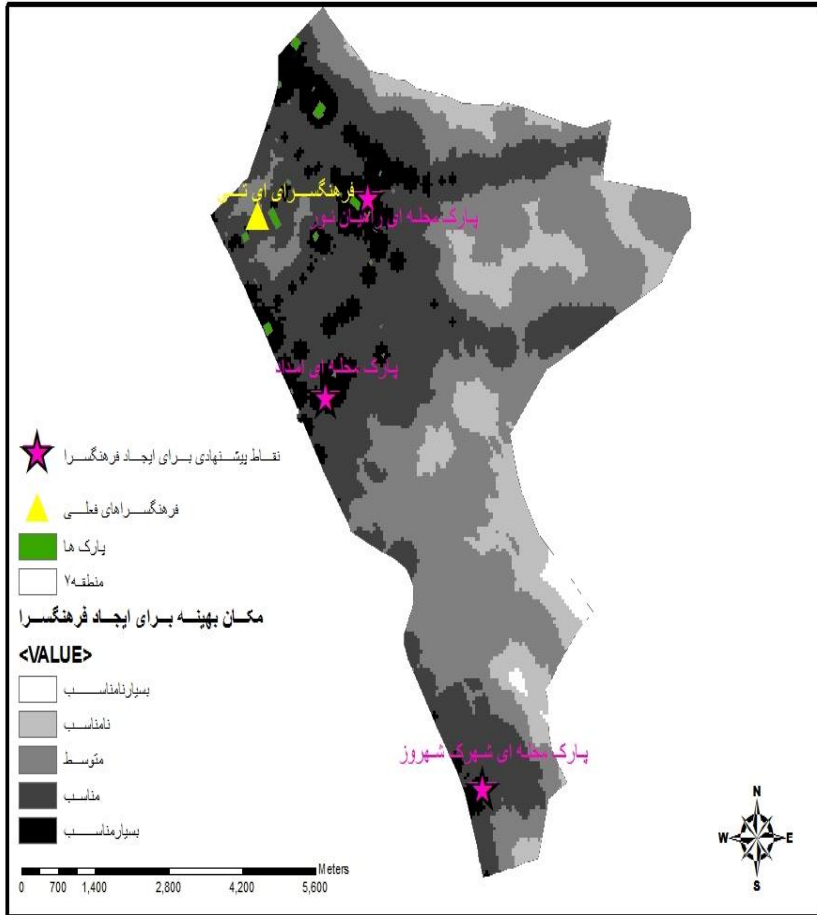 فرهنگسرای ای تی
پارک محله ای راهیان نور
پارک محله ای امداد
نقاط پیشنهادی برای ایجاد فرهنگسرا
فرهنگسراهای فعلی
پارک ها
منطقه۷
مکان بهینه برای ایجاد فرهنگسرا
<VALUE>
بسیارنامناسب
نامناسب
متوسط
مناسب
بسیارمناسب
پارک محله ای شهرک شهروز
N
W E
S
Meters
0 700 1,400 2,800 4,200 5,600